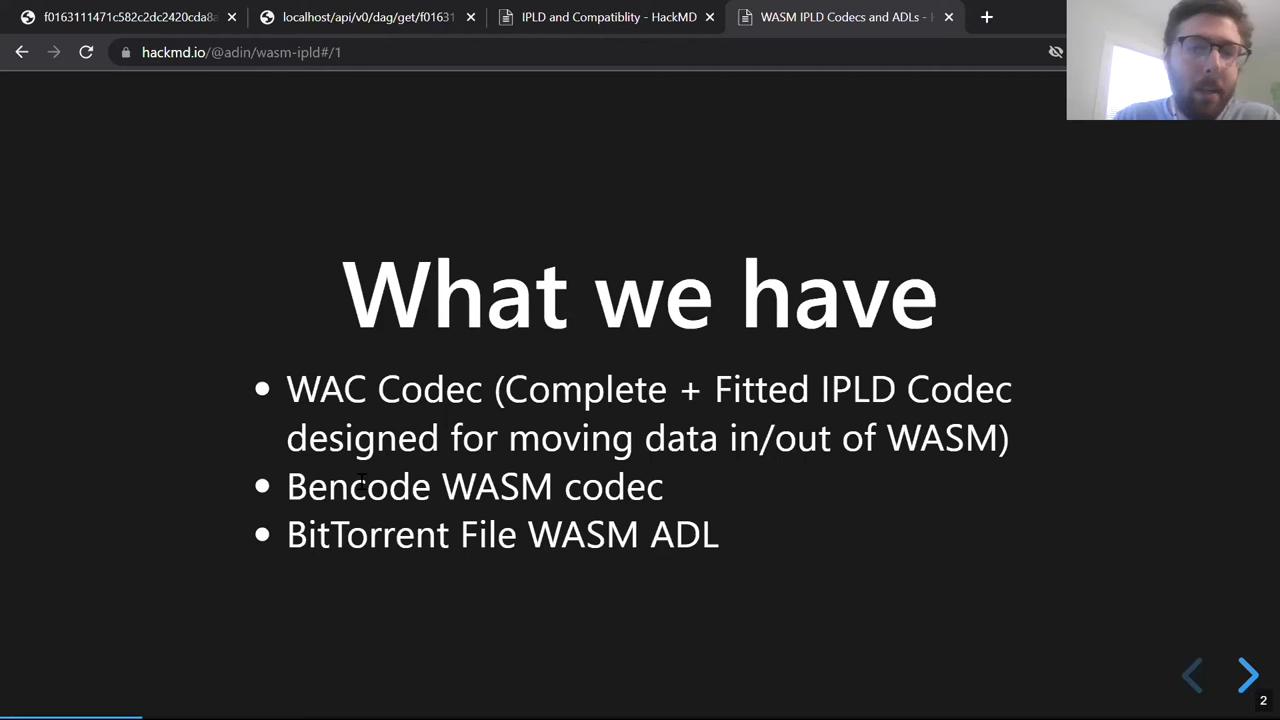 f0163111471c582c2dc2420cda8a
localhost/api/v0/dag/get/f01631
IPLD and Compatiblity - HackMD
WASM IPLD Codecs and ADLs -
hackmd.io/@adin/wasm-ipld#/1
What we have
• WAC Codec (Complete + Fitted IPLD Codec
designed for moving data in/out of WASM)
• Bencode WASM codec
• BitTorrent File WASM ADL
2